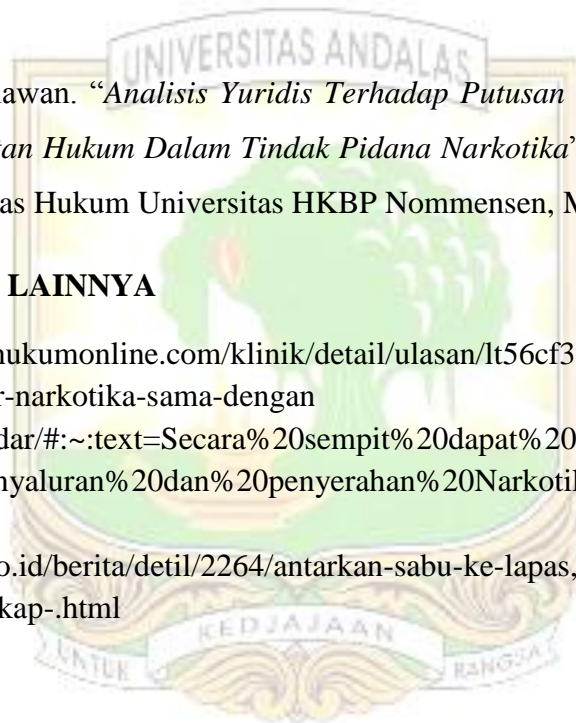 UNIVERSITAS ANDALAS
lawan. “Analisis Yuridis Terhadap Putusan
tan Hukum Dalam Tindak Pidana Narkotika”
as Hukum Universitas HKBP Nommensen, M
LAINNYA
hukumonline.com/klinik/detail/ulasan/lt56cf3
r-narkotika-sama-dengan
dar/#:~:text=Secara%20sempit%20dapat%20
nyaluran%20dan%20penyerahan%20Narkotik
o.id/berita/detil/2264/antarkan-sabu-ke-lapas,
kap-.html
KEDJAJAAN
UNTUK BANGSA